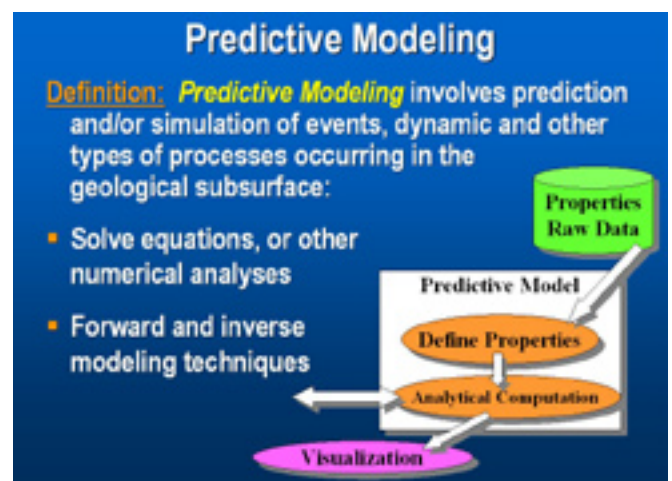 Predictive Modeling
Definition: Predictive Modeling involves prediction
and/or simulation of events, dynamic and other
types of processes occurring in the
geological subsurface:
Properties
Raw Data
▪ Solve equations, or other
numerical analyses
▪ Forward and inverse
modeling techniques
Predictive Model
Define Properties
Analytical Computation
Visualization